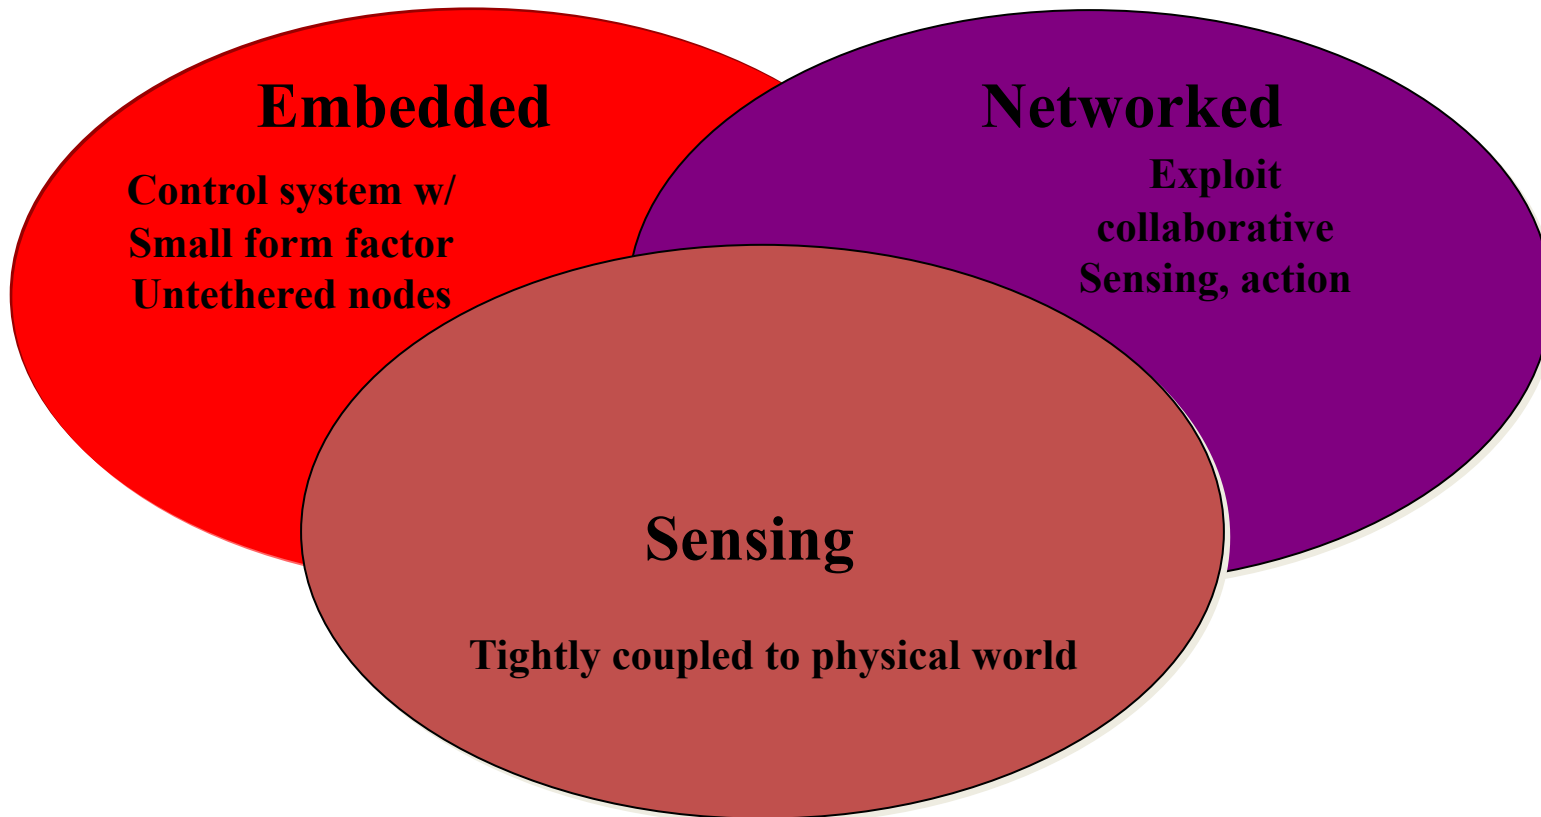 Embedded
Control system w/
Small form factor
Untethered nodes
Networked
Exploit
collaborative
Sensing, action
Sensing
Tightly coupled to physical world